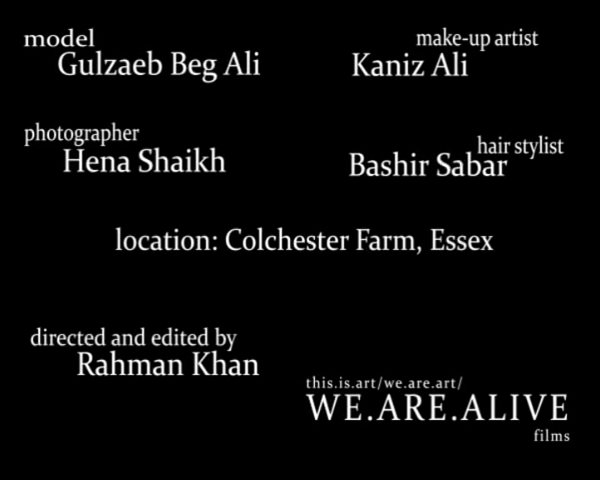 model
Gulzaeb Beg Ali
make-up artist
Kaniz Ali
photographer
Hena Shaikh
hair stylist
Bashir Sabar
location: Colchester Farm, Essex
directed and edited by
Rahman Khan
this.is.art/we.are.art/
WE.ARE.ALIVE
films